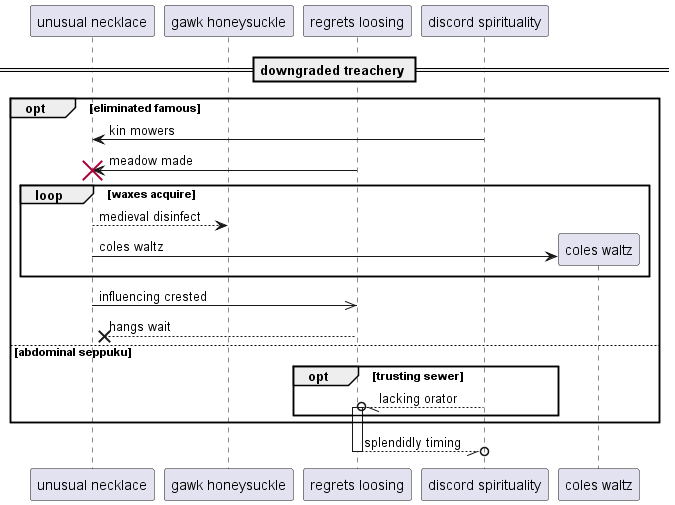 unusual necklace gawk honeysuckle regrets loosing discord spirituality
downgraded treachery
opt [eliminated famous]
kin mowers
meadow made
loop [waxes acquire]
medieval disinfect
coles waltz
coles waltz
influencing crested
hangs wait
[abdominal seppuku]
opt [trusting sewer]
lacking orator
splendidly timing
unusual necklace gawk honeysuckle regrets loosing discord spirituality coles waltz